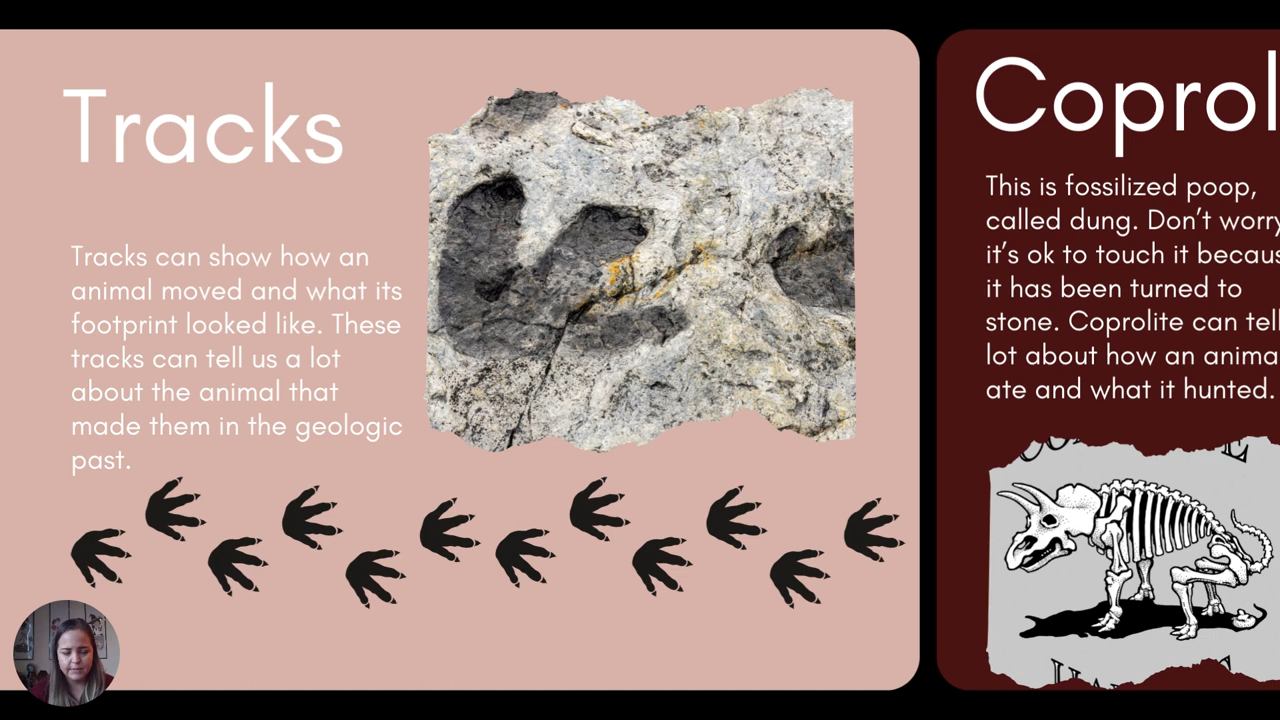 Tracks
Tracks can show how an
animal moved and what its
footprint looked like. These
tracks can tell us a lot
about the animal that
made them in the geologic
past.
This is fossilized poop,
called dung. Don’t worry
it’s ok to touch it
it has been turned to
stone. Coprolite can tell
lot about how an
ate and what it hunted.